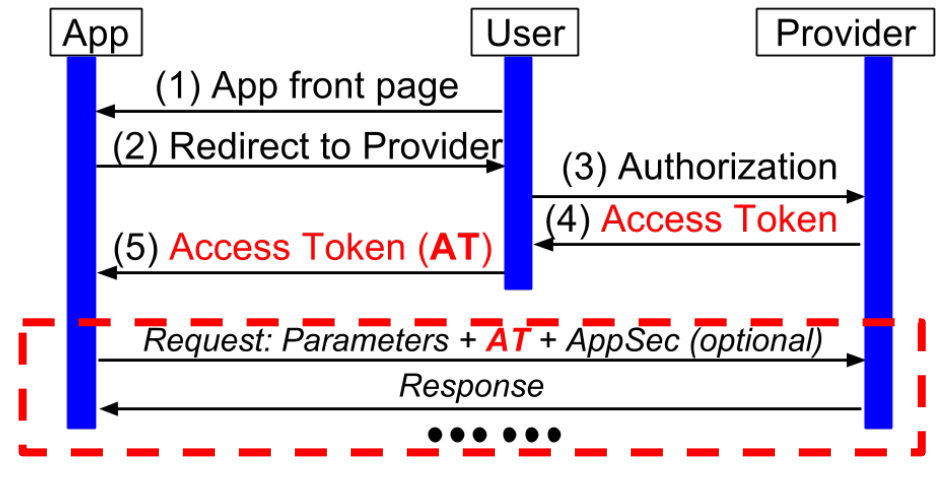 App
User
Provider
(1) App front page
(2) Redirect to Provider
(3) Authorization
(4) Access Token
(5) Access Token (AT)
Request: Parameters + AT + AppSec (optional)
Response